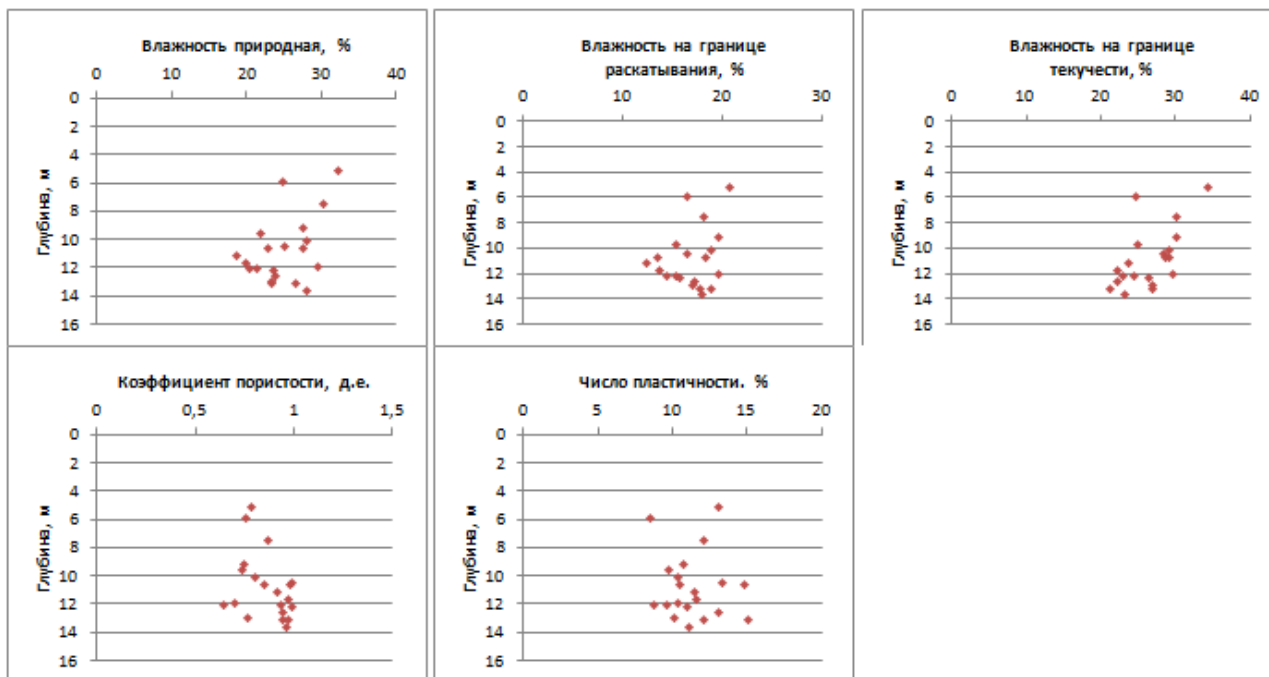 Влажность природная, %
0 10 20 30 40
0
2
4
6
8
10
12
14
16
Глубина, м
Влажность на границе
раскатывания, %
0 10 20 30
0
2
4
6
8
10
12
14
16
Глубина, м
Влажность на границе
текучести, %
0 10 20 30 40
0
2
4
6
8
10
12
14
16
Глубина, м
Коэффициент пористости, д.е.
0 0,5 1 1,5
0
2
4
6
8
10
12
14
16
Глубина, м
Число пластичности. %
0 5 10 15 20
0
2
4
6
8
10
12
14
16
Глубина, м